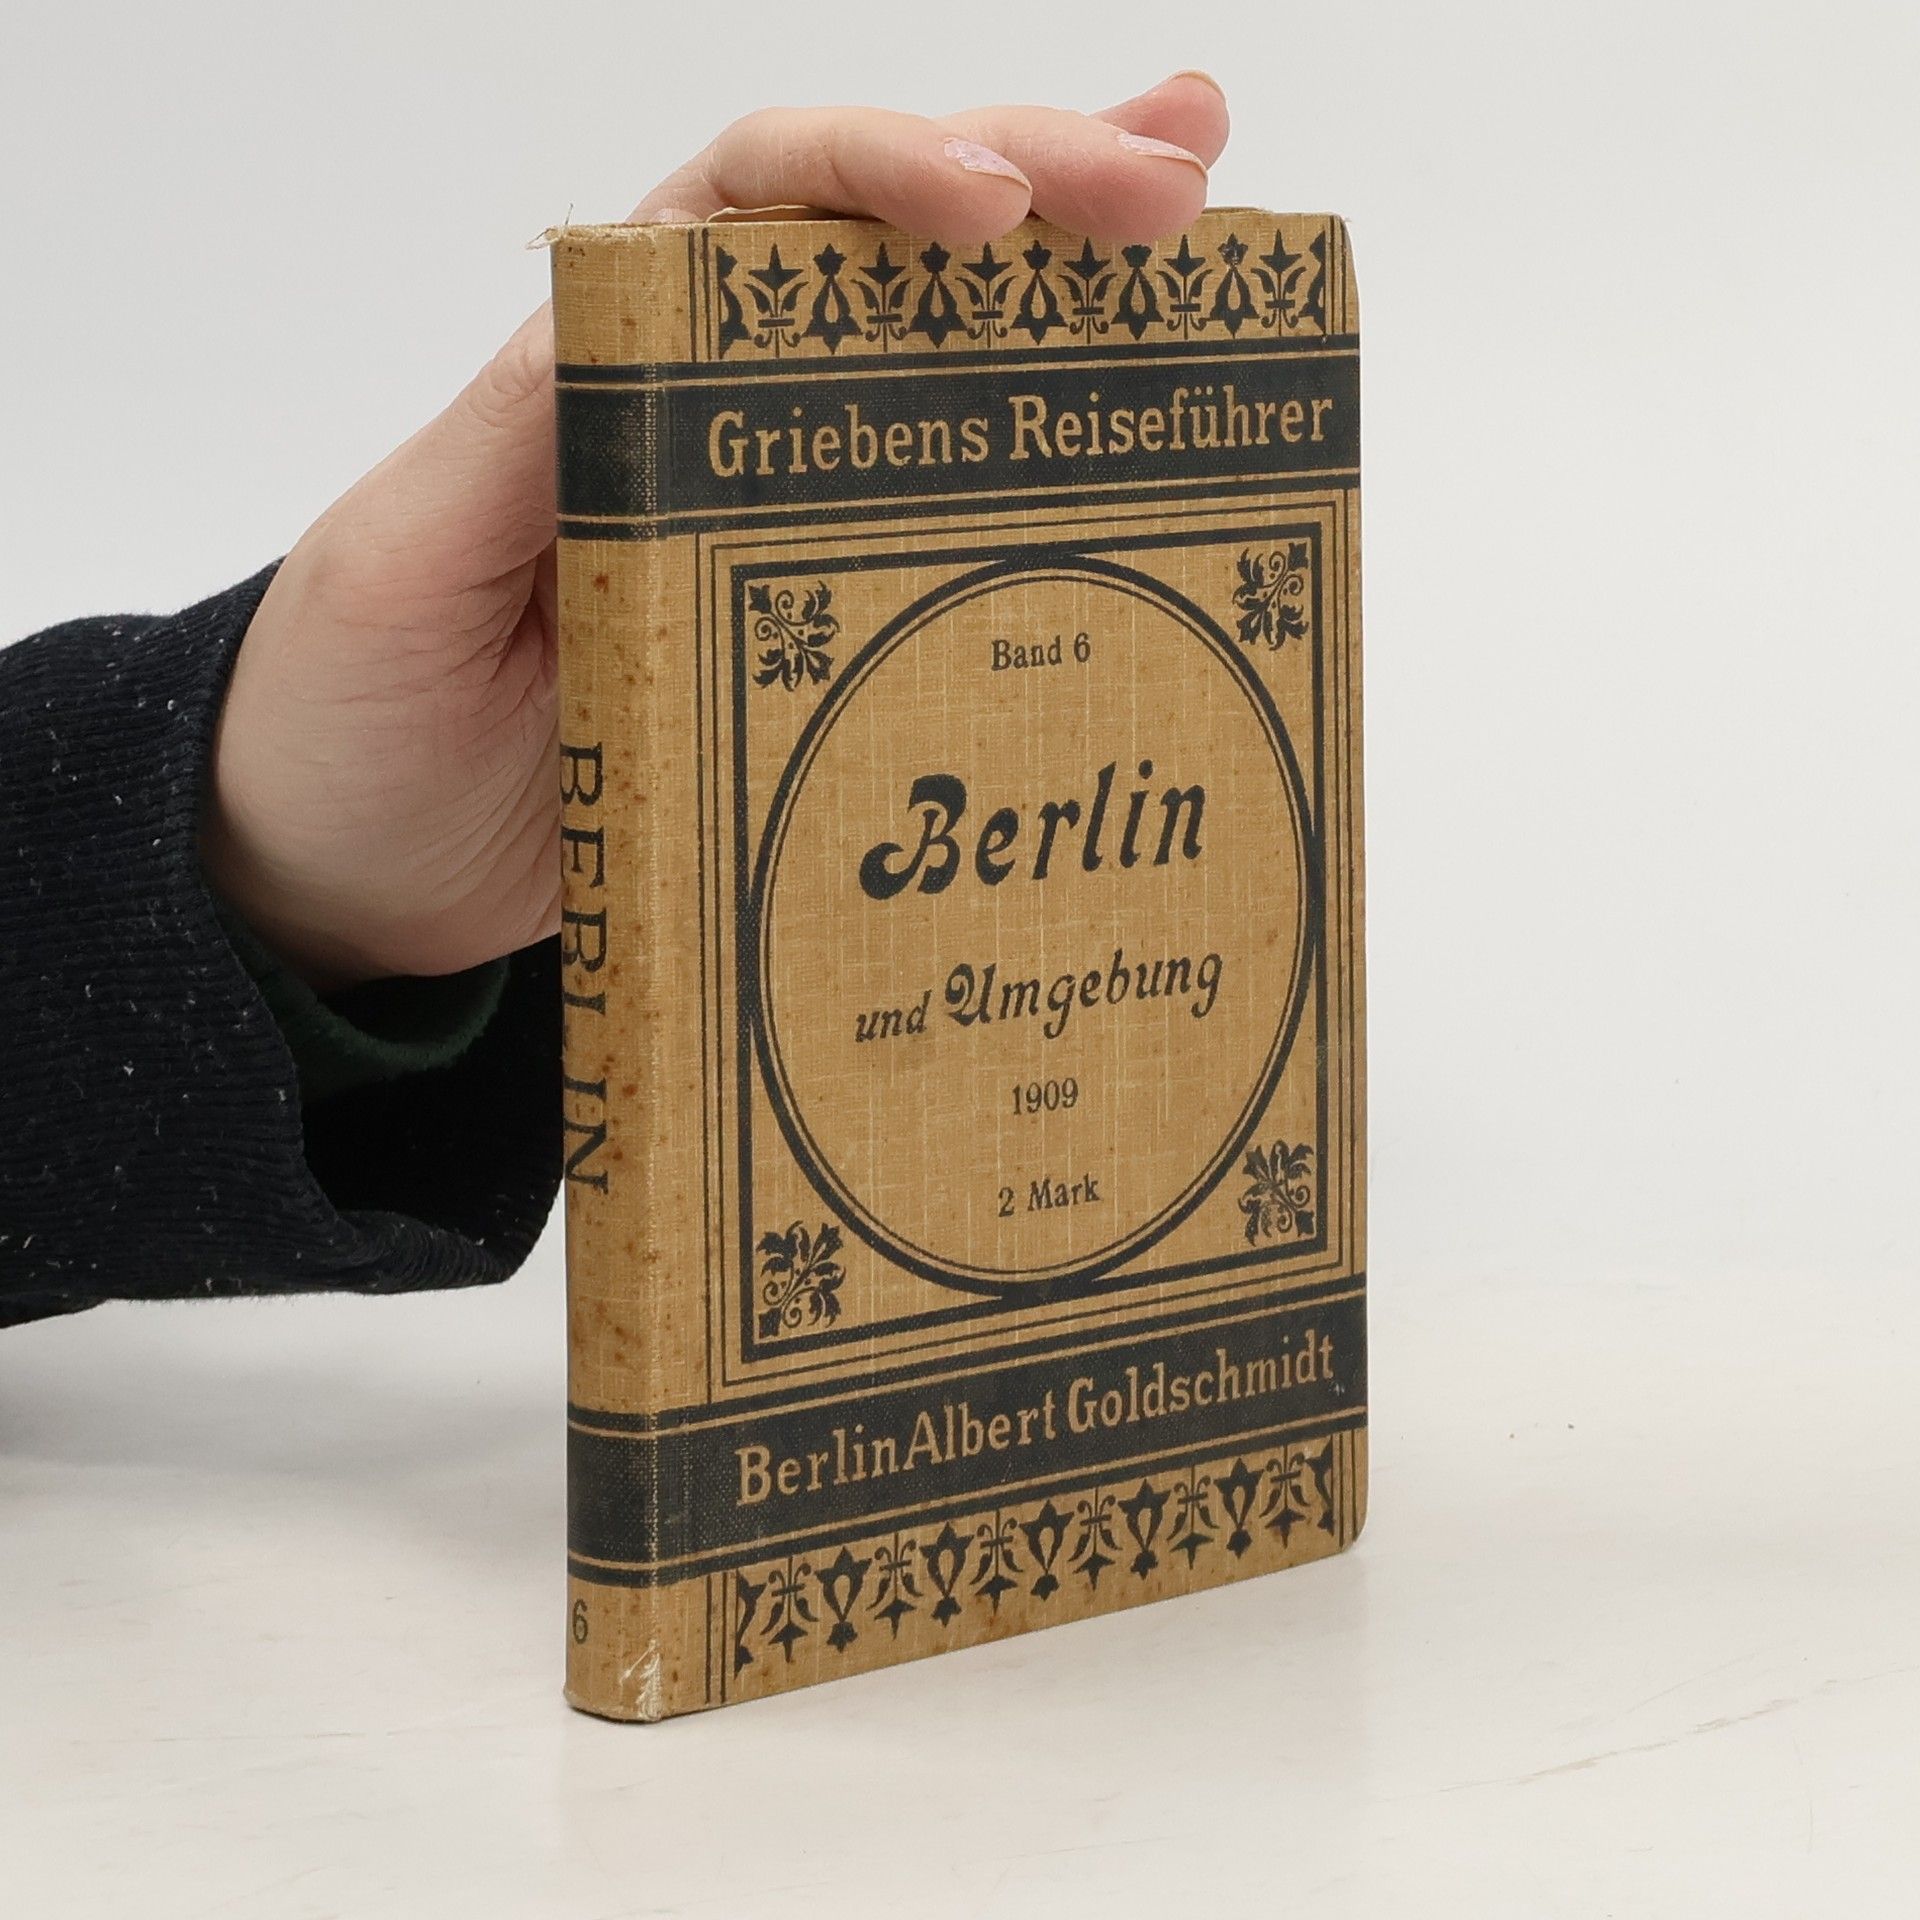 Griebens Reiseführer
Band 6
Berlin
und Umgebung
1909
2 Mark
Berlin Albert Goldschmidt
BERLIN
6